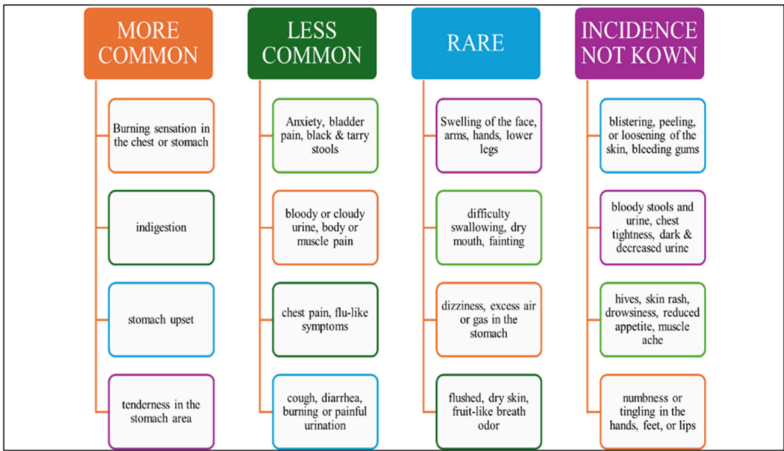 MORE
COMMON
Burning sensation in
the chest or stomach
indigestion
stomach upset
tenderness in the
stomach area
LESS
COMMON
Anxiety, bladder
pain, black & tarry
stools
bloody or cloudy
urine, body or
muscle pain
chest pain, flu-like
symptoms
cough, diarrhea,
burning or painful
urination
RARE
Swelling of the face,
arms, hands, lower
legs
difficulty
swallowing, dry
mouth, fainting
dizziness, excess air
or gas in the
stomach
flushed, dry skin,
fruit-like breath
odor
INCIDENCE
NOT KOWN
blistering, peeling,
or loosening of the
skin, bleeding gums
bloody stools and
urine, chest
tightness, dark &
decreased urine
hives, skin rash,
drowsiness, reduced
appetite, muscle
ache
numbness or
tingling in the
hands, feet, or lips